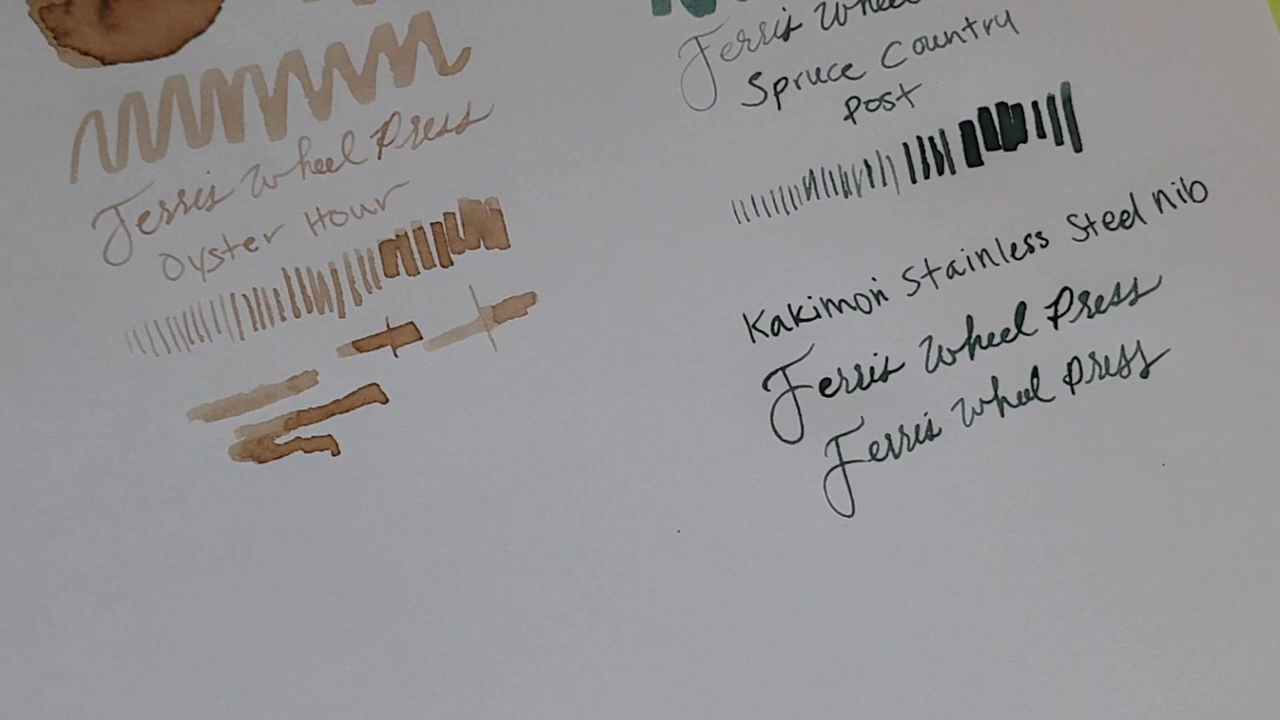 Ferris Wheel Press
Oyster Hour
Ferris Wheel
Spruce Country
Post
Kakimori Stainless Steel Nib
Ferris Wheel Press
Ferris Wheel Press